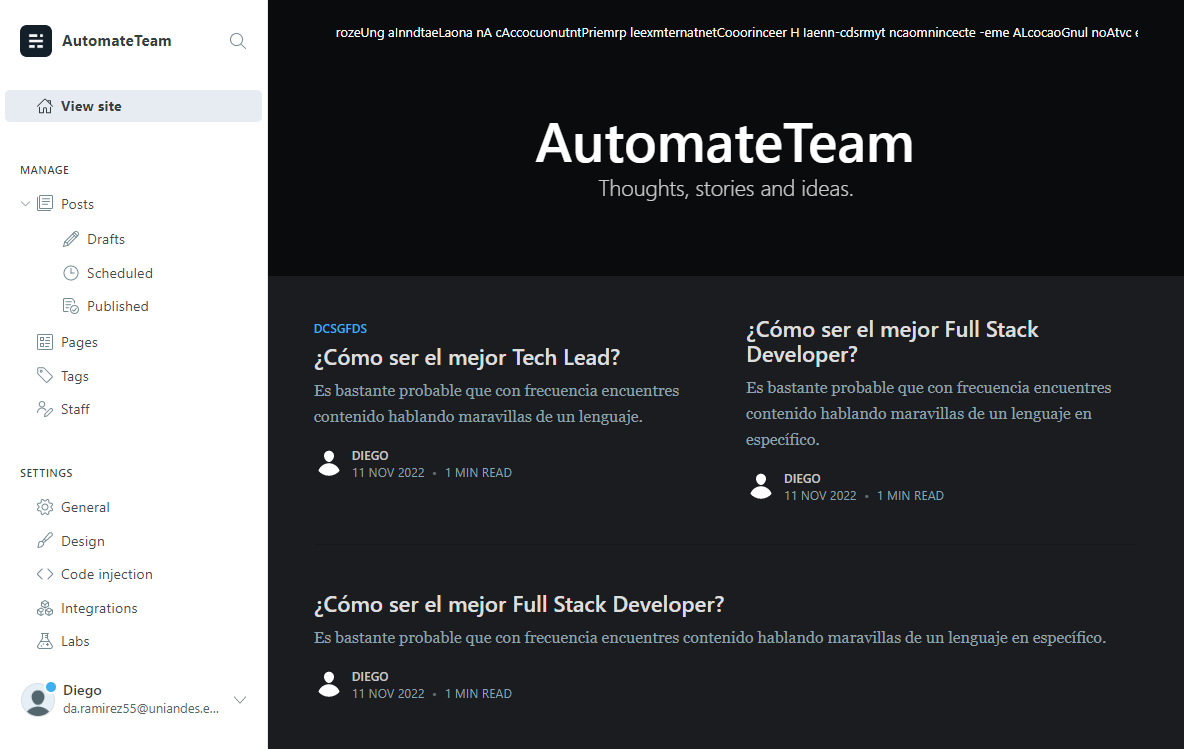 AutomateTeam
View site
MANAGE
Posts
Drafts
Scheduled
Published
Pages
Tags
Staff
SETTINGS
General
Design
Code injection
Integrations
Labs
Diego
da.ramirez55@uniandes.e...
rozeUng aInndtaeLaona nA cAccocuonutntPriemrp leexmternatnetCooorinceer H Iaenn-cdsrmyt ncaomnincecte -eme ALcocaoGnul noAtvc
AutomateTeam
Thoughts, stories and ideas.
DCSGFDS
¿Cómo ser el mejor Tech Lead?
Es bastante probable que con frecuencia encuentres
contenido hablando maravillas de un lenguaje.
DIEGO
11 NOV 2022 • 1 MIN READ
¿Cómo ser el mejor Full Stack
Developer?
Es bastante probable que con frecuencia encuentres
contenido hablando maravillas de un lenguaje en
específico.
DIEGO
11 NOV 2022 • 1 MIN READ
¿Cómo ser el mejor Full Stack Developer?
Es bastante probable que con frecuencia encuentres contenido hablando maravillas de un lenguaje en específico.
DIEGO
11 NOV 2022 • 1 MIN READ